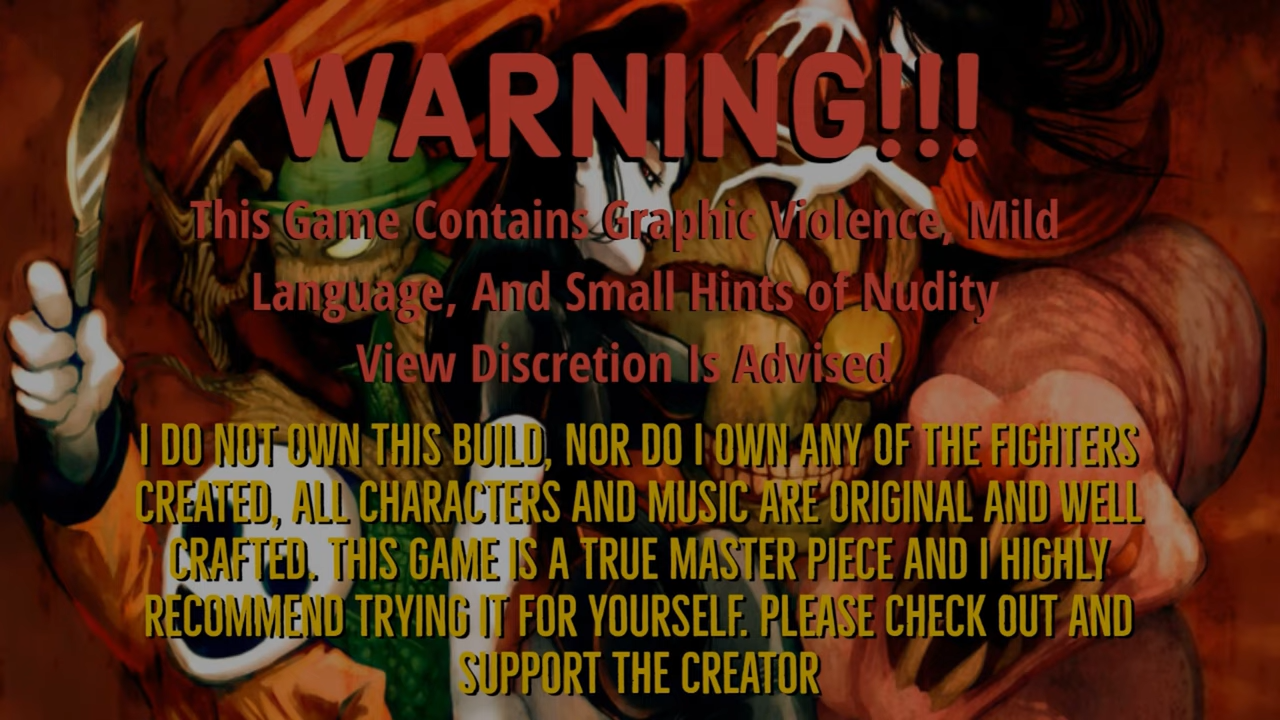 WARNING!!!
This Game Contains Graphic Violence, Mild
Language, And Small Hints of Nudity
View Discretion Is Advised
I DO NOT OWN THIS BUILD, NOR DO I OWN ANY OF THE FIGHTERS
CREATED, ALL CHARACTERS AND MUSIC ARE ORIGINAL AND WELL
CRAFTED. THIS GAME IS A TRUE MASTER PIECE AND I HIGHLY
RECOMMEND TRYING IT FOR YOURSELF. PLEASE CHECK OUT AND
SUPPORT THE CREATOR